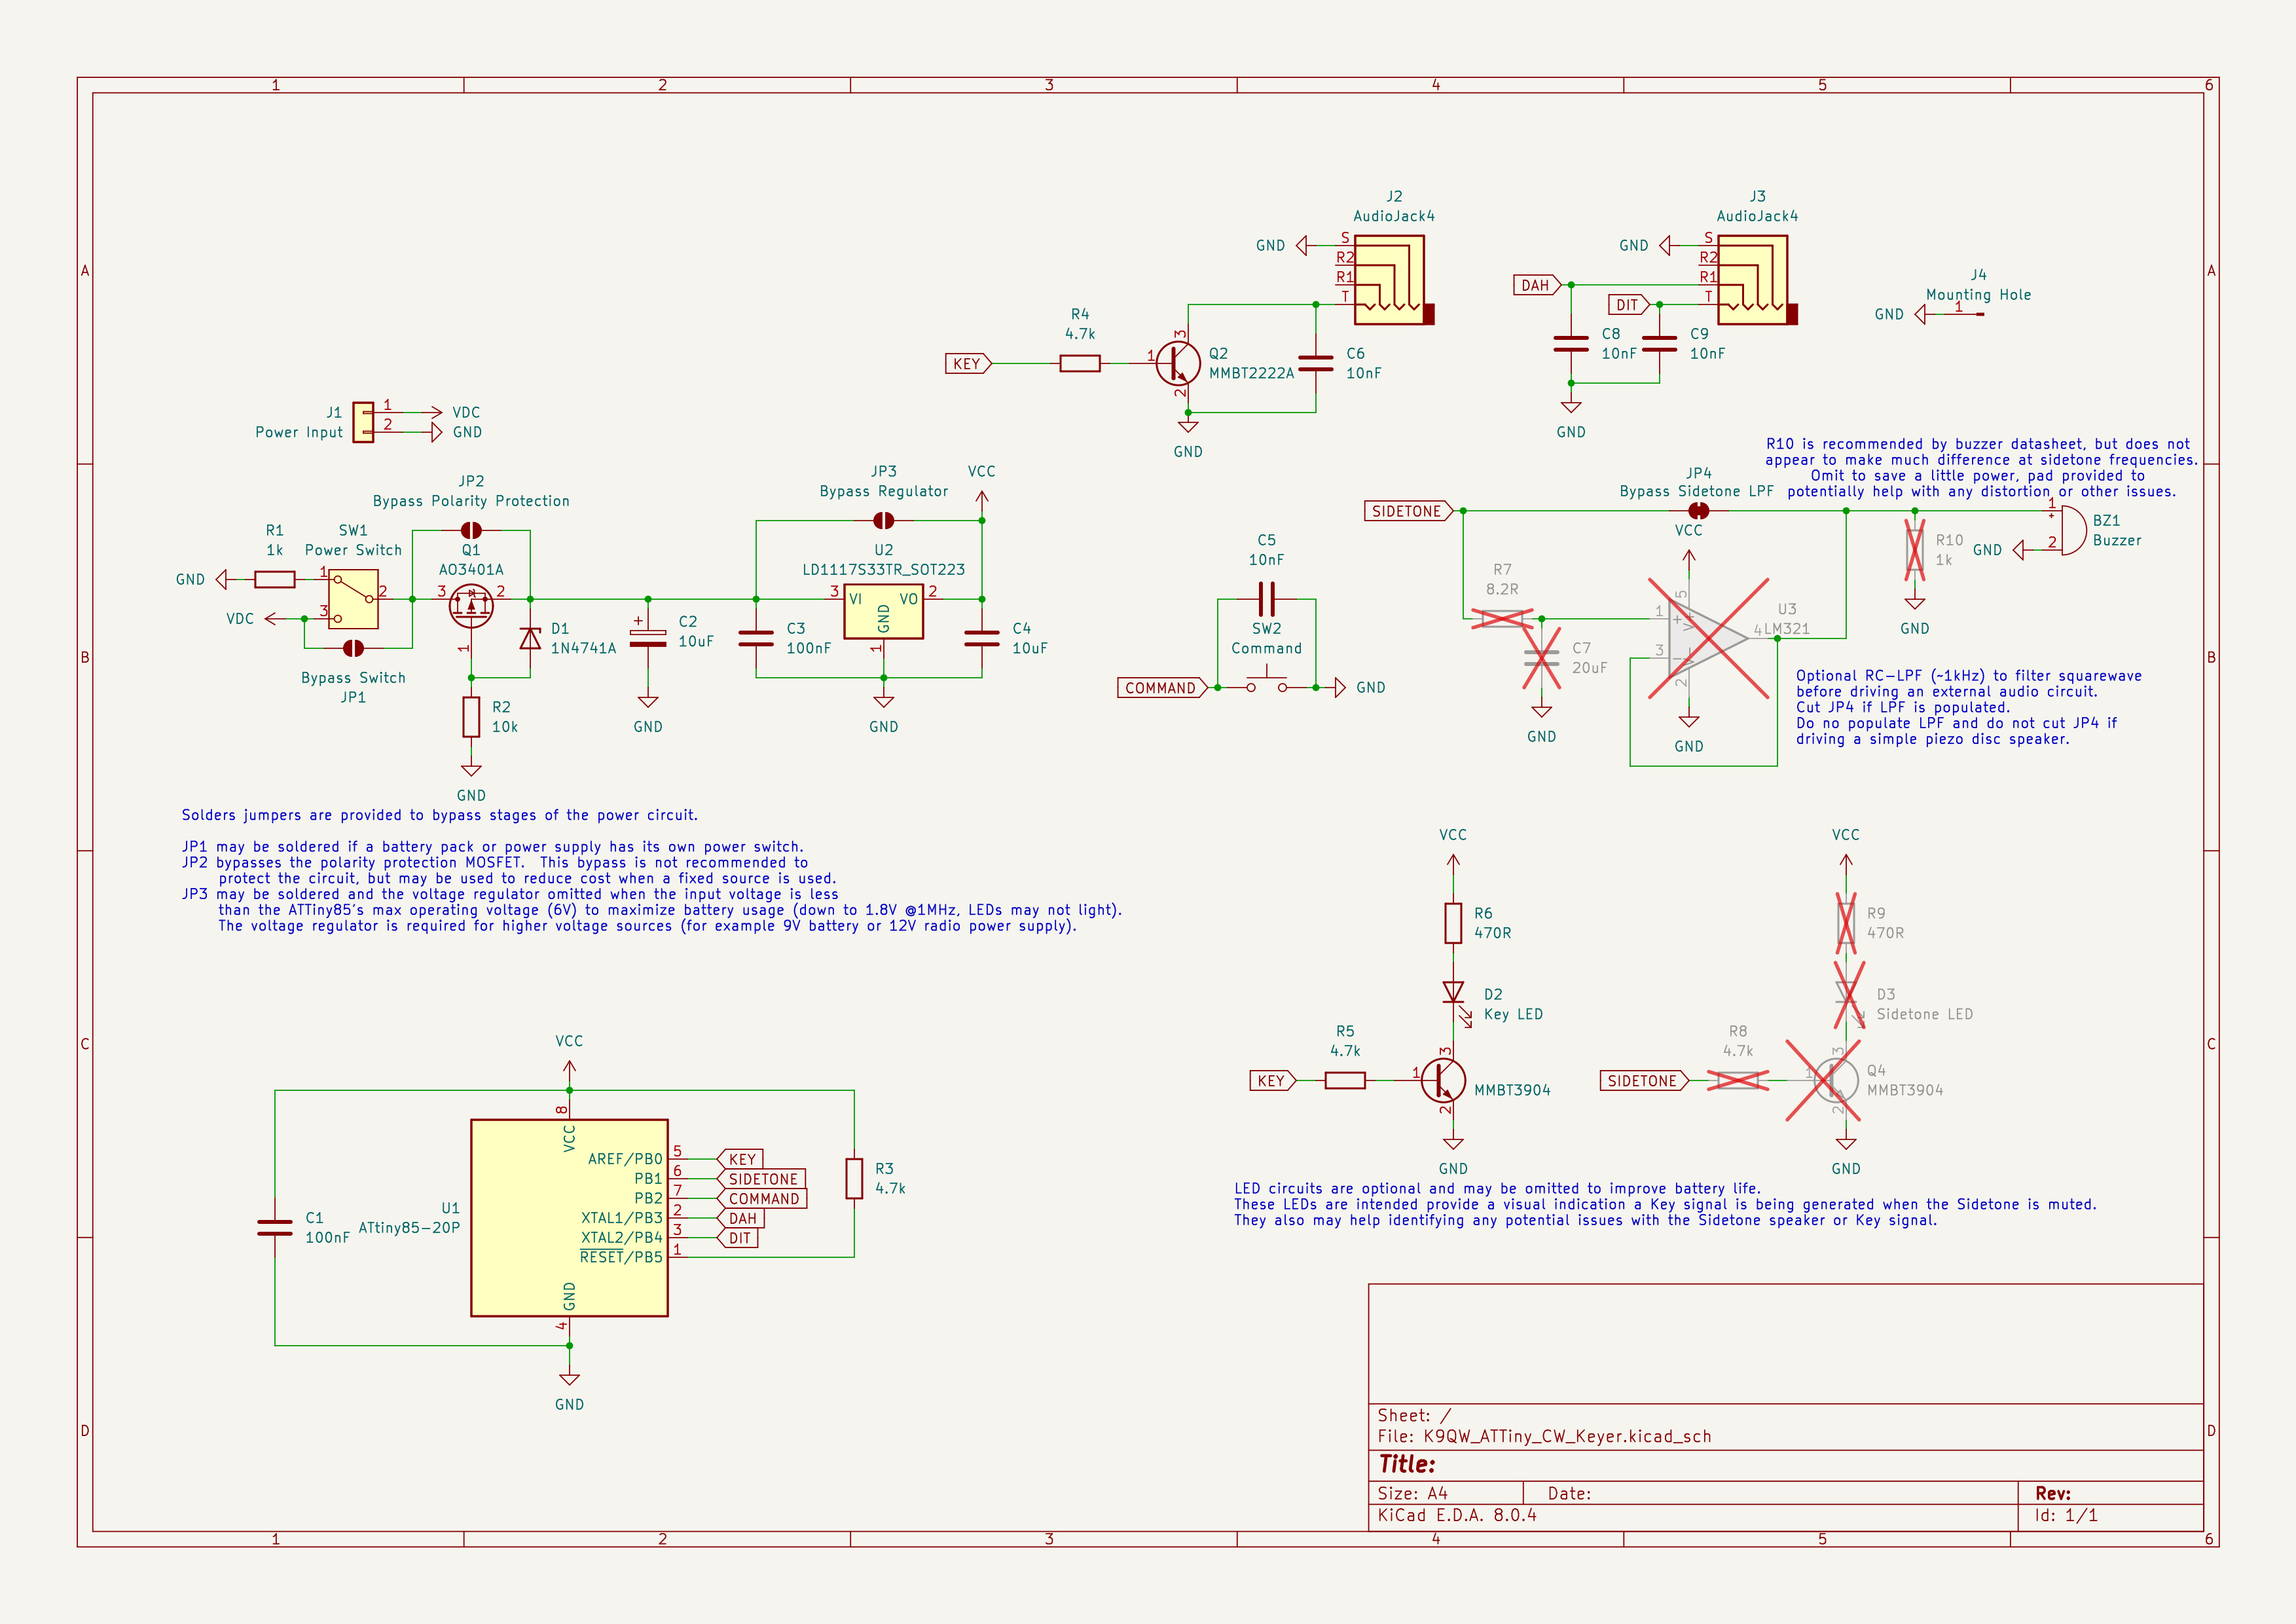 1 2 3 4 5 6
A
B
C
D
J2
AudioJack4
GND
S
R2
R1
T
J3
AudioJack4
GND
S
R2
R1
T
DAH
DIT
C8
10nF
C9
10nF
GND
J4
Mounting Hole
GND
1
R4
4.7k
KEY
1
3
2
Q2
MMBT2222A
C6
10nF
GND
J1
Power Input
1
2
VDC
GND
JP2
Bypass Polarity Protection
R1
1k
SW1
Power Switch
Q1
AO3401A
GND
1
2
3
3
2
1
VDC
Bypass Switch
JP1
D1
1N4741A
R2
10k
GND
+
C2
10uF
GND
JP3
Bypass Regulator
VCC
U2
LD1117S33TR_SOT223
3
VI
VO
2
GND
1
C3
100nF
C4
10uF
GND
C5
10nF
SW2
Command
COMMAND
GND
R10 is recommended by buzzer datasheet, but does not
appear to make much difference at sidetone frequencies.
Omit to save a little power, pad provided to
potentially help with any distortion or other issues.
JP4
Bypass Sidetone LPF
SIDETONE
VCC
R7
8.2R
C7
20uF
GND
1
3
5
2
4
+
-
V+
V-
U3
LM321
GND
R10
1k
GND
1
+
2
GND
BZ1
Buzzer
Optional RC-LPF (~1kHz) to filter squarewave
before driving an external audio circuit.
Cut JP4 if LPF is populated.
Do no populate LPF and do not cut JP4 if
driving a simple piezo disc speaker.
Solders jumpers are provided to bypass stages of the power circuit.
JP1 may be soldered if a battery pack or power supply has its own power switch.
JP2 bypasses the polarity protection MOSFET.  This bypass is not recommended to
protect the circuit, but may be used to reduce cost when a fixed source is used.
JP3 may be soldered and the voltage regulator omitted when the input voltage is less
than the ATTiny85's max operating voltage (6V) to maximize battery usage (down to 1.8V @1MHz, LEDs may not light).
The voltage regulator is required for higher voltage sources (for example 9V battery or 12V radio power supply).
VCC
8
VCC
AREF/PB0
5
KEY
PB1
6
SIDETONE
PB2
7
COMMAND
XTAL1/PB3
2
DAH
XTAL2/PB4
3
DIT
RESET/PB5
1
U1
ATtiny85-20P
C1
100nF
R3
4.7k
GND
4
GND
VCC
R6
470R
D2
Key LED
R5
4.7k
KEY
1
3
2
MMBT3904
GND
VCC
R9
470R
D3
Sidetone LED
R8
4.7k
SIDETONE
1
3
2
Q4
MMBT3904
GND
LED circuits are optional and may be omitted to improve battery life.
These LEDs are intended provide a visual indication a Key signal is being generated when the Sidetone is muted.
They also may help identifying any potential issues with the Sidetone speaker or Key signal.
Sheet: /
File: K9QW_ATTiny_CW_Keyer.kicad_sch
Title:
Size: A4
Date:
Rev:
KiCad E.D.A. 8.0.4
Id: 1/1
A
B
C
D
1 2 3 4 5 6